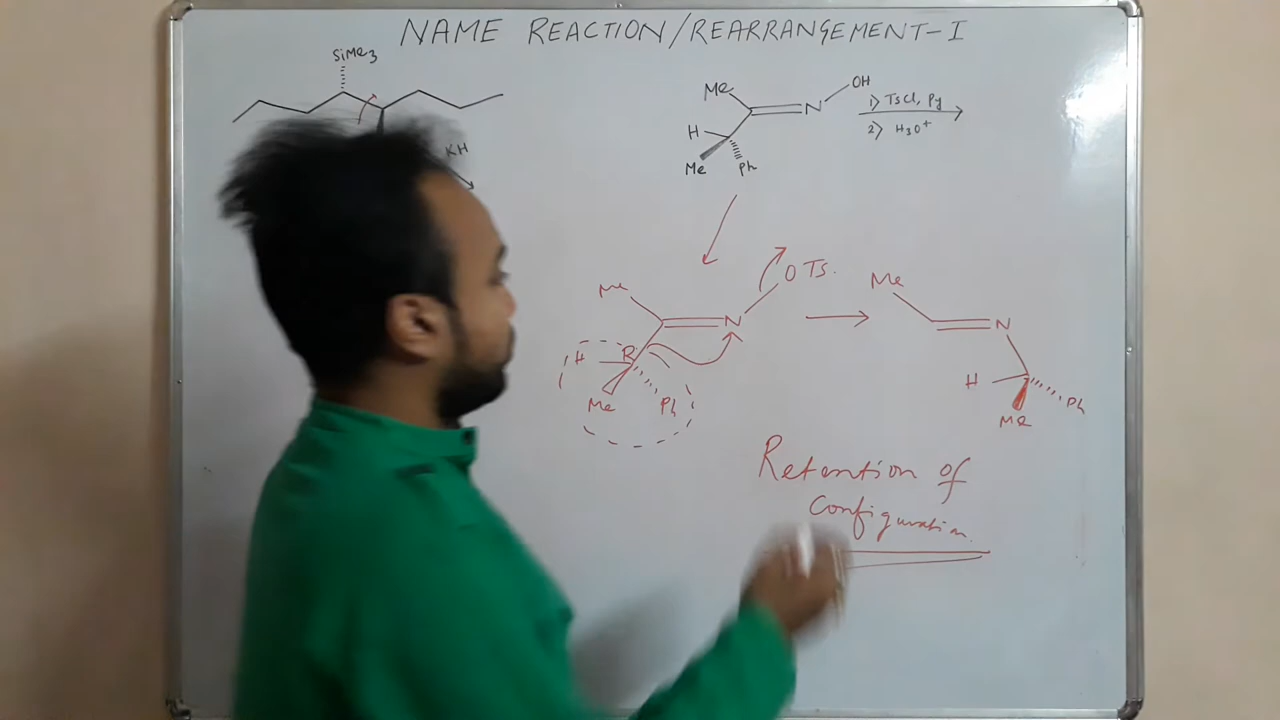 NAME REACTION/REARRANGEMENT-I
SiMe3
KH
Me
N
OH
H
Me
Ph
1) TsCl, Py
2) H3O+
Me
N
OTs.
H
R
Me
Ph
Me
N
H
Me
Ph
Retention of
configuration.